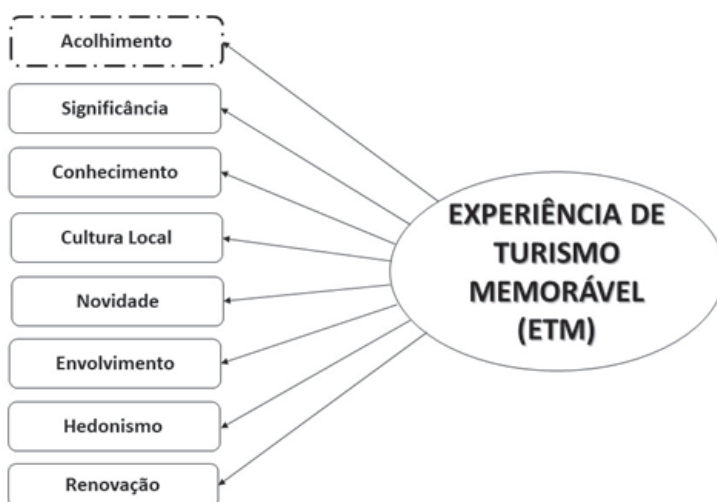 Acolhimento
Significância
Conhecimento
Cultura Local
Novidade
Envolvimento
Hedonismo
Renovação
EXPERIÊNCIA DE
TURISMO
MEMORÁVEL
(ETM)